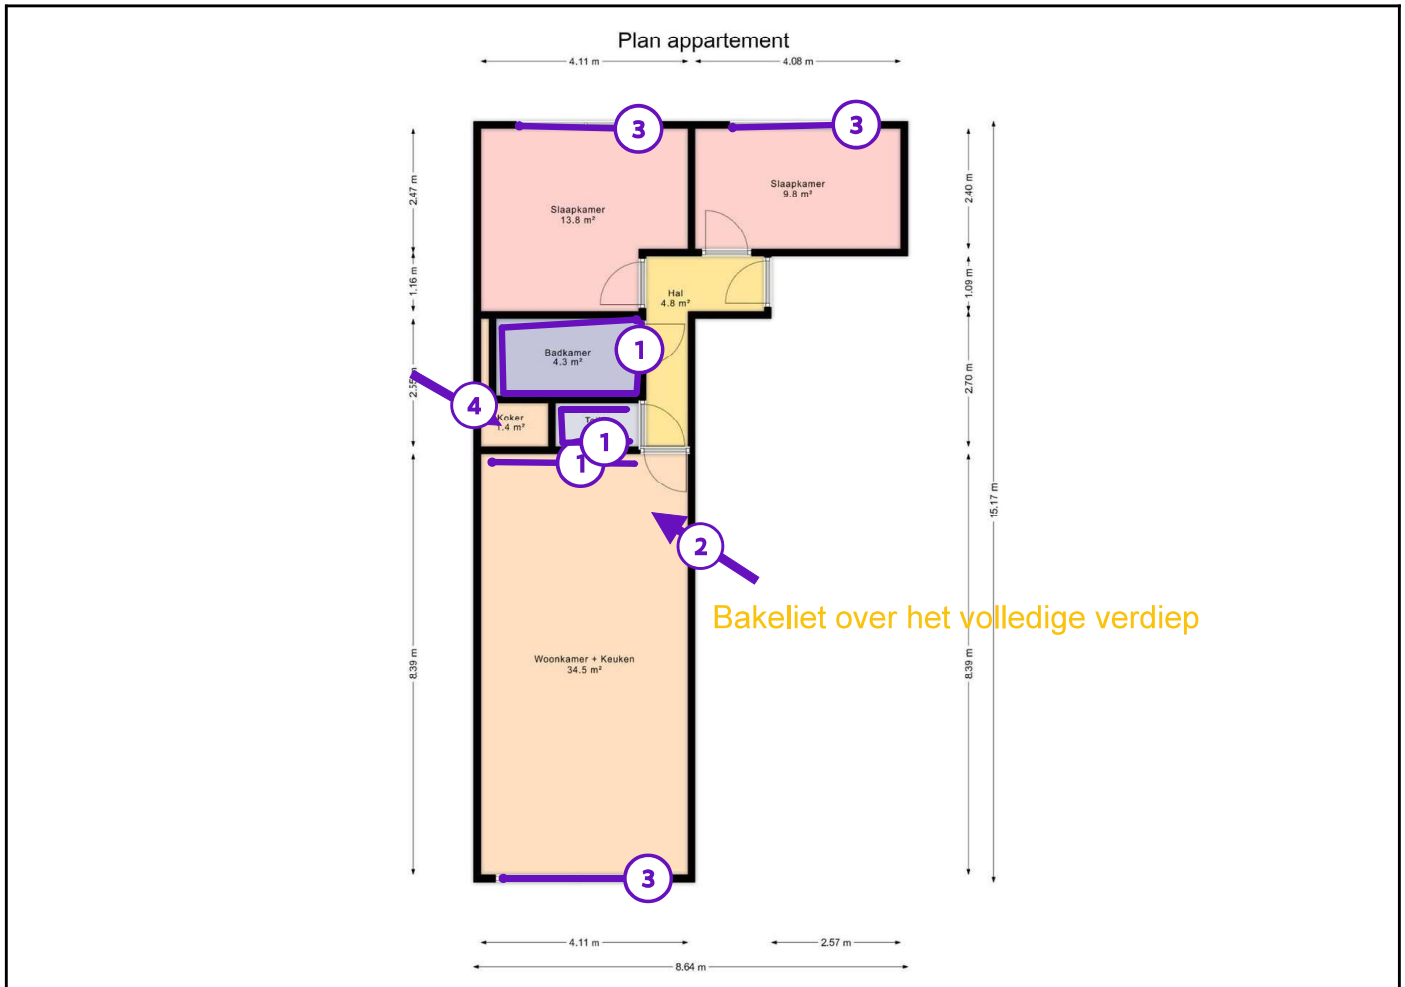 Plan appartement
4.11 m
4.08 m
3
3
2.47 m
2.40 m
Slaapkamer
13.8 m²
Slaapkamer
9.8 m²
1.16 m
1.09 m
Hal
4.8 m²
Badkamer
4.3 m²
1
2.70 m
4
Koker
1.4 m²
1
1
15.17 m
2
Bakeliet over het volledige verdiep
8.39 m
8.39 m
Woonkamer + Keuken
34.5 m²
3
4.11 m
2.57 m
8.64 m